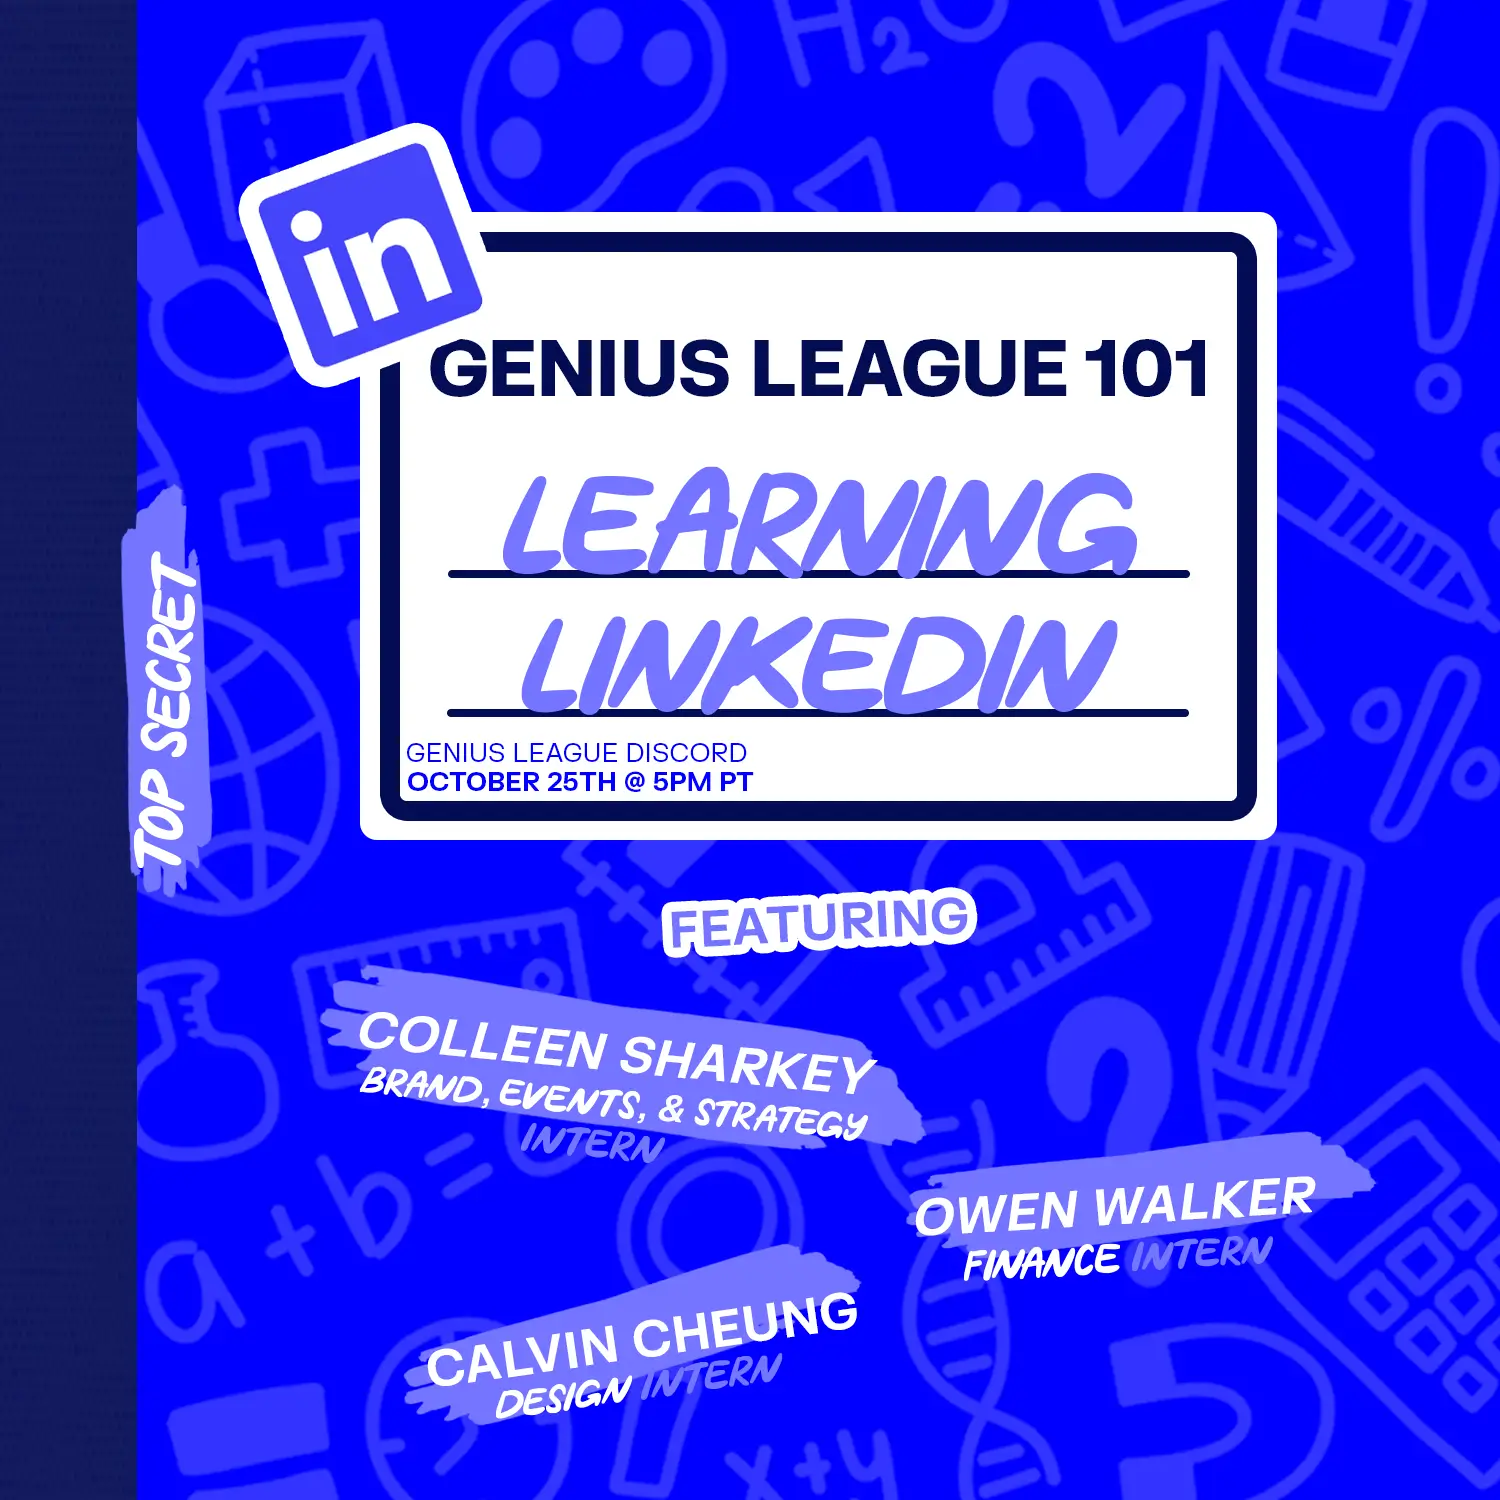 H₂O
in
GENIUS LEAGUE 101
LEARNING
LINKEDIN
GENIUS LEAGUE DISCORD
OCTOBER 25TH @ 5PM PT
TOP SECRET
FEATURING
COLLEEN SHARKEY
BRAND, EVENTS, & STRATEGY
INTERN
OWEN WALKER
FINANCE INTERN
CALVIN CHEUNG
DESIGN INTERN
a+b=
x+y